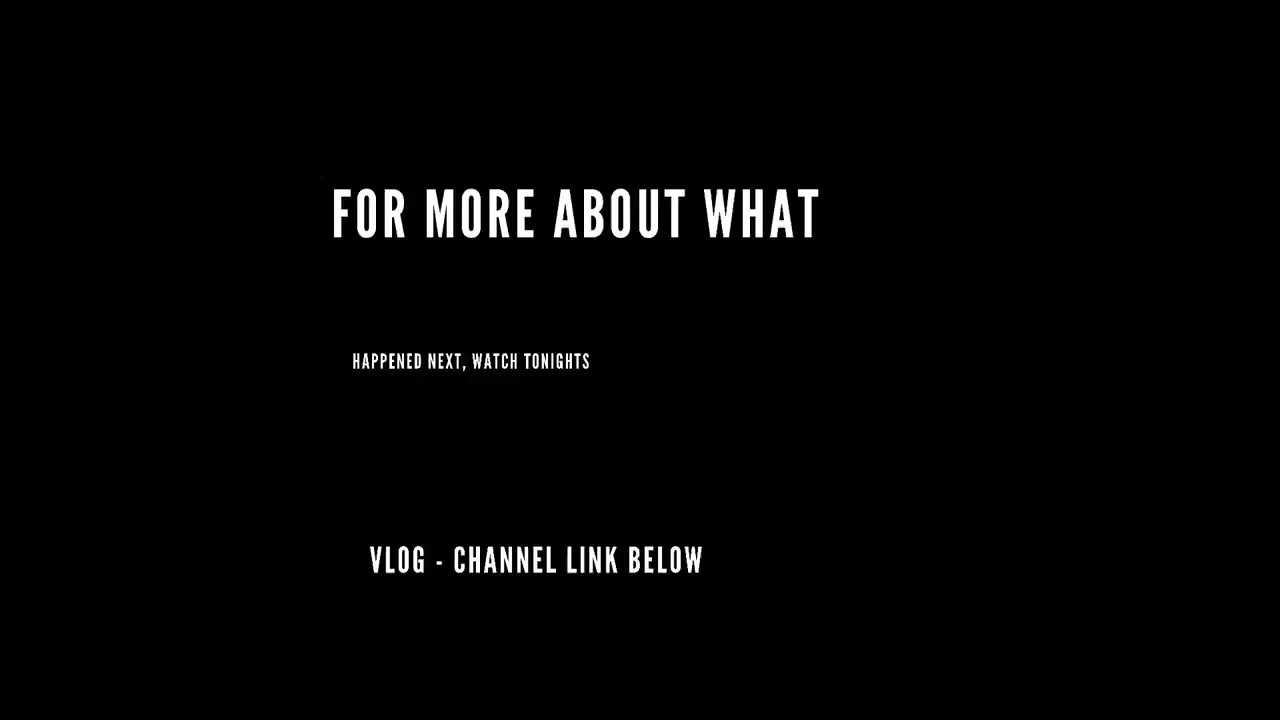 FOR MORE ABOUT WHAT
HAPPENED NEXT, WATCH TONIGHTS
VLOG - CHANNEL LINK BELOW